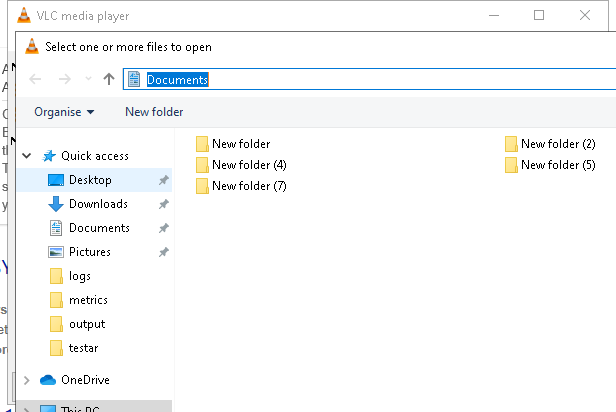 VLC media player
Select one or more files to open
Documents
Organise New folder
New folder New folder (2)
New folder (4) New folder (5)
New folder (7)
Quick access
Desktop
Downloads
Documents
Pictures
logs
metrics
output
testar
OneDrive
This PC